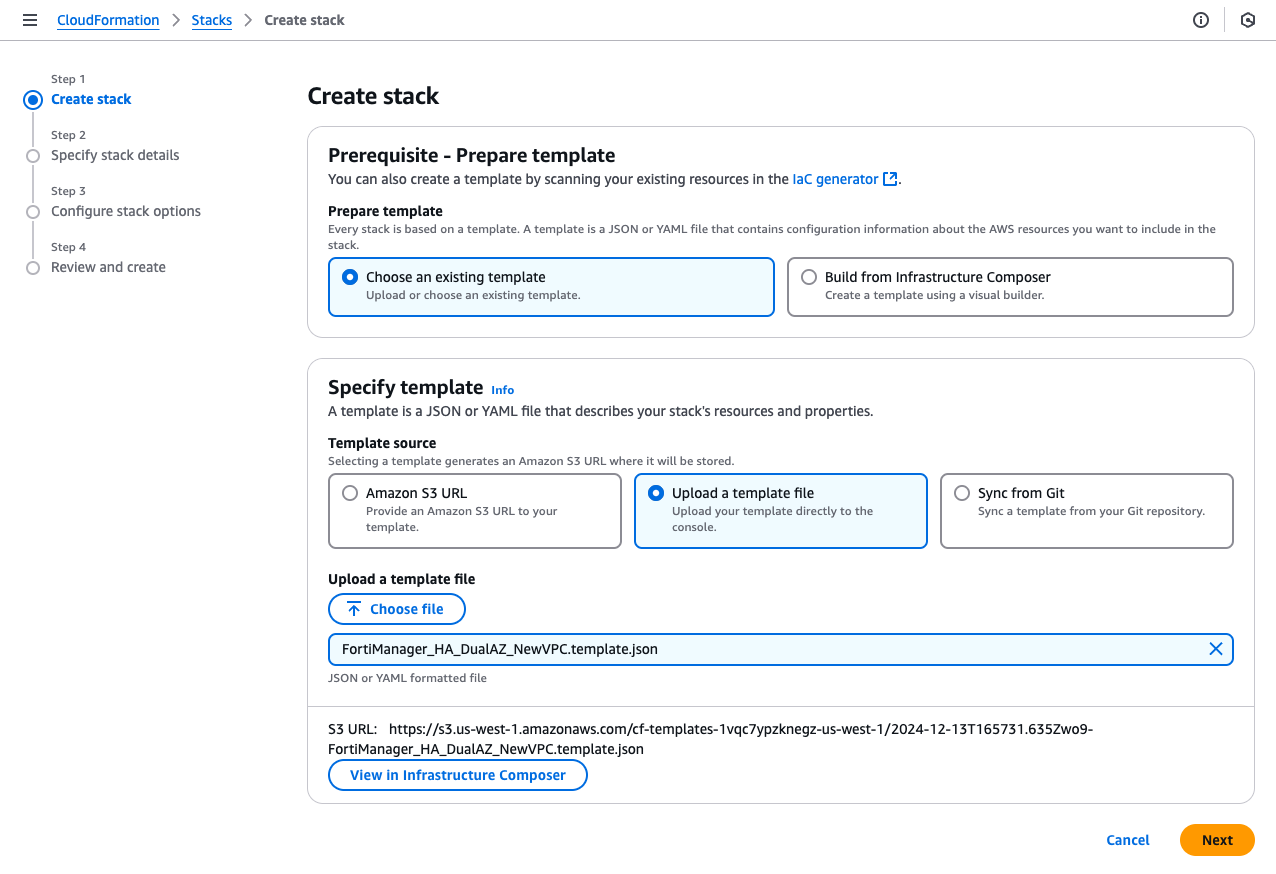 CloudFormation > Stacks > Create stack
Step 1
Create stack
Step 2
Specify stack details
Step 3
Configure stack options
Step 4
Review and create
Create stack
Prerequisite - Prepare template
You can also create a template by scanning your existing resources in the IaC generator.
Prepare template
Every stack is based on a template. A template is a JSON or YAML file that contains configuration information about the AWS resources you want to include in the
stack.
Choose an existing template
Upload or choose an existing template.
Build from Infrastructure Composer
Create a template using a visual builder.
Specify template Info
A template is a JSON or YAML file that describes your stack's resources and properties.
Template source
Selecting a template generates an Amazon S3 URL where it will be stored.
Amazon S3 URL
Provide an Amazon S3 URL to your
template.
Upload a template file
Upload your template directly to the
console.
Sync from Git
Sync a template from your Git repository.
Upload a template file
Choose file
FortiManager_HA_DualAZ_NewVPC.template.json
JSON or YAML formatted file
S3 URL: https://s3.us-west-1.amazonaws.com/cf-templates-1vqc7ypzknegz-us-west-1/2024-12-13T165731.635Zwo9-
FortiManager_HA_DualAZ_NewVPC.template.json
View in Infrastructure Composer
Cancel
Next